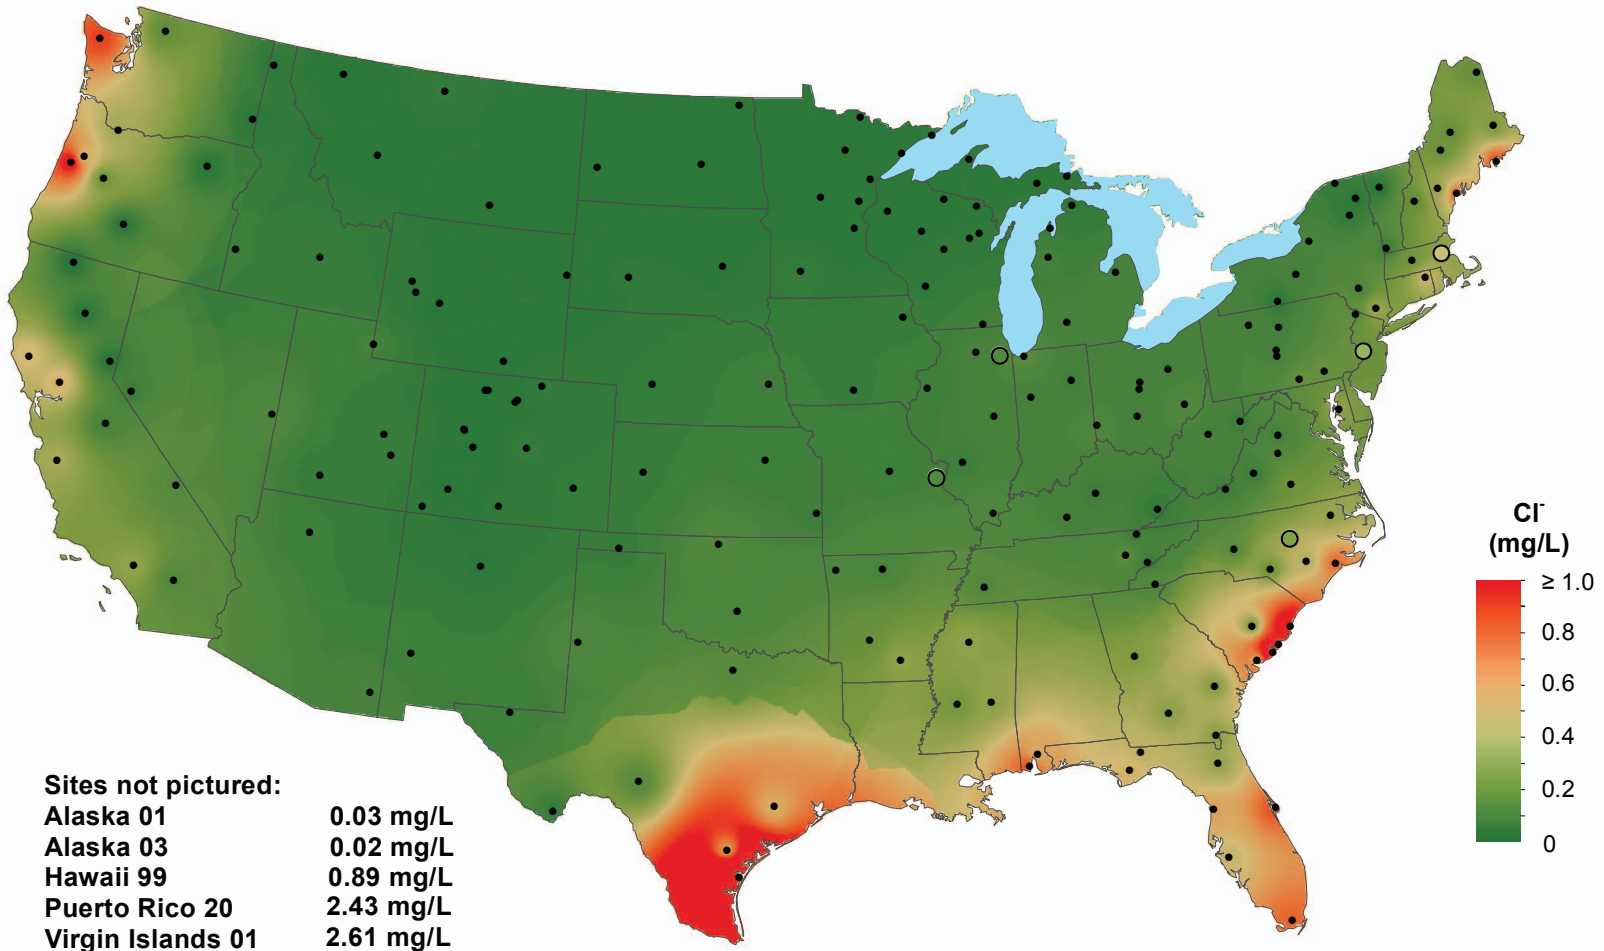 Cl⁻
(mg/L)
≥ 1.0
0.8
0.6
0.4
0.2
0
Sites not pictured:
Alaska 01 0.03 mg/L
Alaska 03 0.02 mg/L
Hawaii 99 0.89 mg/L
Puerto Rico 20 2.43 mg/L
Virgin Islands 01 2.61 mg/L